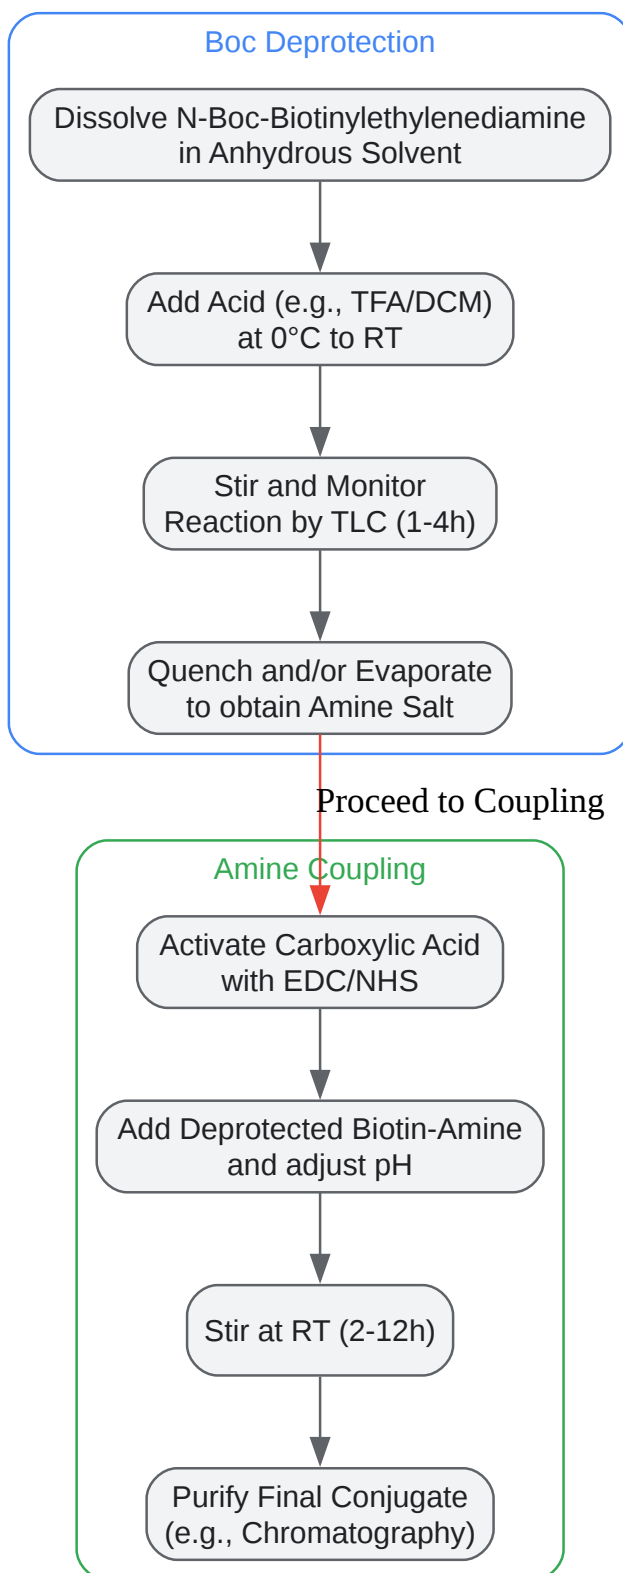 Boc Deprotection
Dissolve N-Boc-Biotinylethylenediamine
in Anhydrous Solvent
Add Acid (e.g., TFA/DCM)
at 0°C to RT
Stir and Monitor
Reaction by TLC (1-4h)
Quench and/or Evaporate
to obtain Amine Salt
Proceed to Coupling
Amine Coupling
Activate Carboxylic Acid
with EDC/NHS
Add Deprotected Biotin-Amine
and adjust pH
Stir at RT (2-12h)
Purify Final Conjugate
(e.g., Chromatography)